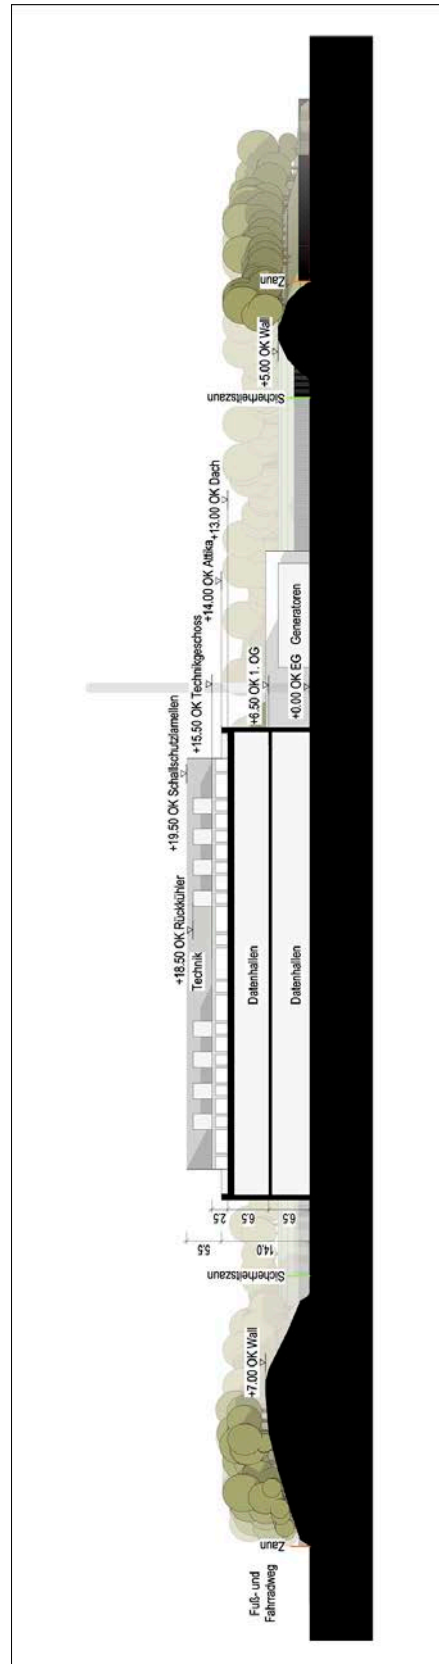 Fuß- und
Fahrradweg
Zaun
+7.00 OK Wall
Sicherheitszaun
5.5
14.0
2.5
6.5
6.5
Technik
+18.50 OK Rückkühler
+19.50 OK Schallschutzlamellen
Datenhallen
Datenhallen
+15.50 OK Technikgeschoss
+14.00 OK Attika
+13.00 OK Dach
+6.50 OK 1. OG
+0.00 OK EG
Generatoren
Sicherheitszaun
+5.00 OK Wall
Zaun